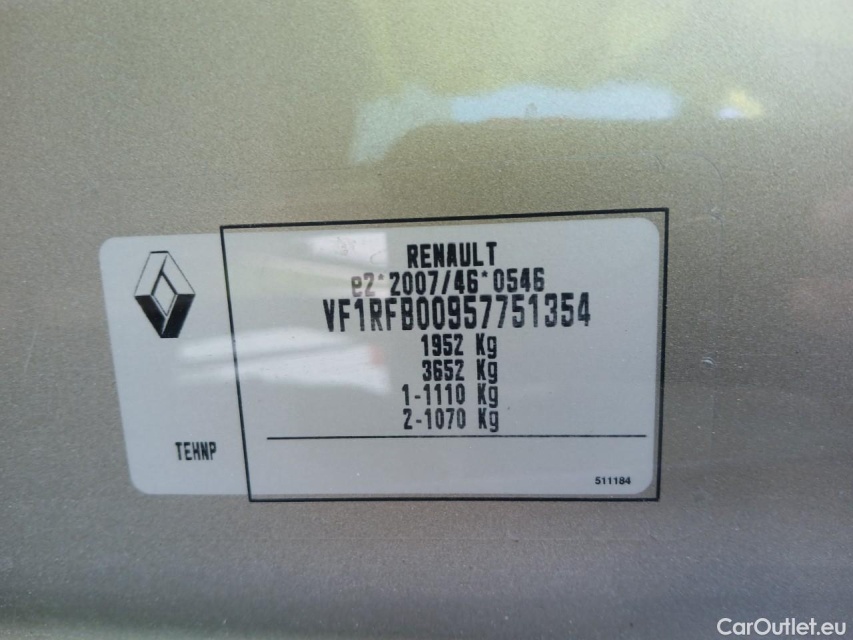 RENAULT
e2*2007/46*0546
VF1RFB00957751354
1952 Kg
3652 Kg
1-1110 Kg
2-1070 Kg
TEHNP
511184
CarOutlet.eu